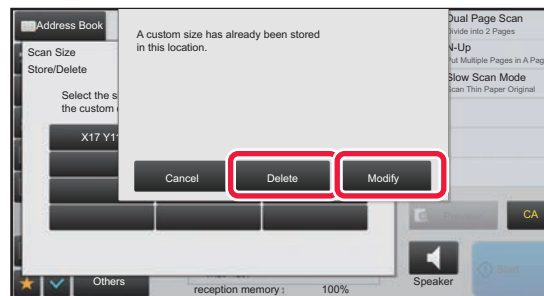 Address Book
Scan Size
Store/Delete
Select the s
the custom
X17 Y1
A custom size has already been stored
in this location.
Cancel
Delete
Modify
Dual Page Scan
Divide into 2 Pages
N-Up
Put Multiple Pages in A Pag
Slow Scan Mode
Scan Thin Paper Original
CA
Start
Speaker
Others
reception memory :
100%